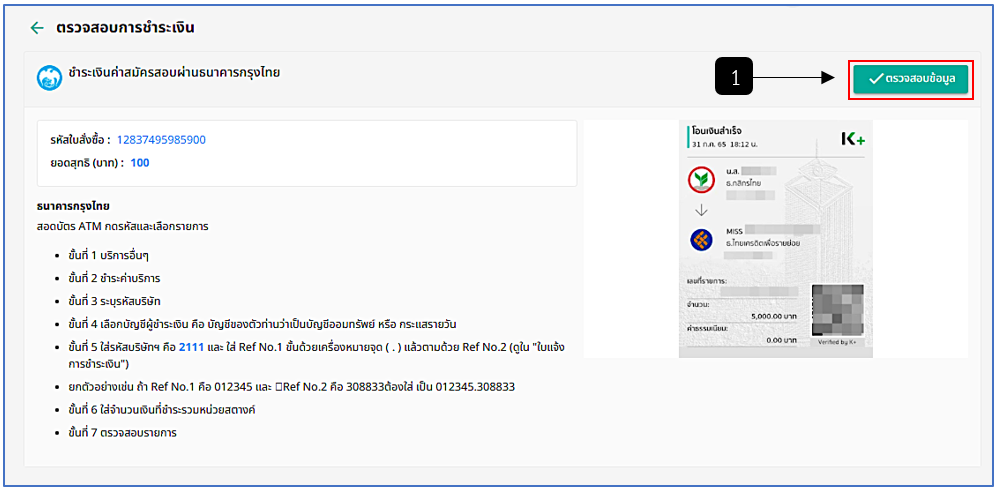 ตรวจสอบการชำระเงิน
ชำระเงินค่าสมัครสอบผ่านธนาคารกรุงไทย
1
ตรวจสอบข้อมูล
รหัสใบสั่งซื้อ : 12837495985900
ยอดสุทธิ (บาท) : 100
ธนาคารกรุงไทย
สอดบัตร ATM กดรหัสและเลือกรายการ
• ขั้นที่ 1 บริการอื่นๆ
• ขั้นที่ 2 ชำระค่าบริการ
• ขั้นที่ 3 ระบุรหัสบริษัท
• ขั้นที่ 4 เลือกบัญชีผู้ชำระเงิน คือ บัญชีของตัวท่านว่าเป็นบัญชีออมทรัพย์ หรือ กระแสรายวัน
• ขั้นที่ 5 ใส่รหัสบริษัทฯ คือ 2111 และ ใส่ Ref No.1 ขั้นด้วยเครื่องหมายจุด ( . ) แล้วตามด้วย Ref No.2 (ดูใน "ใบแจ้ง
การชำระเงิน")
• ยกตัวอย่างเช่น ถ้า Ref No.1 คือ 012345 และ □Ref No.2 คือ 308833ต้องใส่ เป็น 012345.308833
• ขั้นที่ 6 ใส่จำนวนเงินที่ชำระรวมหน่วยสตางค์
• ขั้นที่ 7 ตรวจสอบรายการ
โอนเงินสำเร็จ
31 ก.ค. 65 18:12 น.
K+
น.ส.
ธ.กสิกรไทย
MISS
ธ.ไทยเครดิตเพื่อรายย่อย
เลขที่รายการ:
จำนวน:
5,000.00 บาท
ค่าธรรมเนียม:
0.00 บาท
Verified by K+